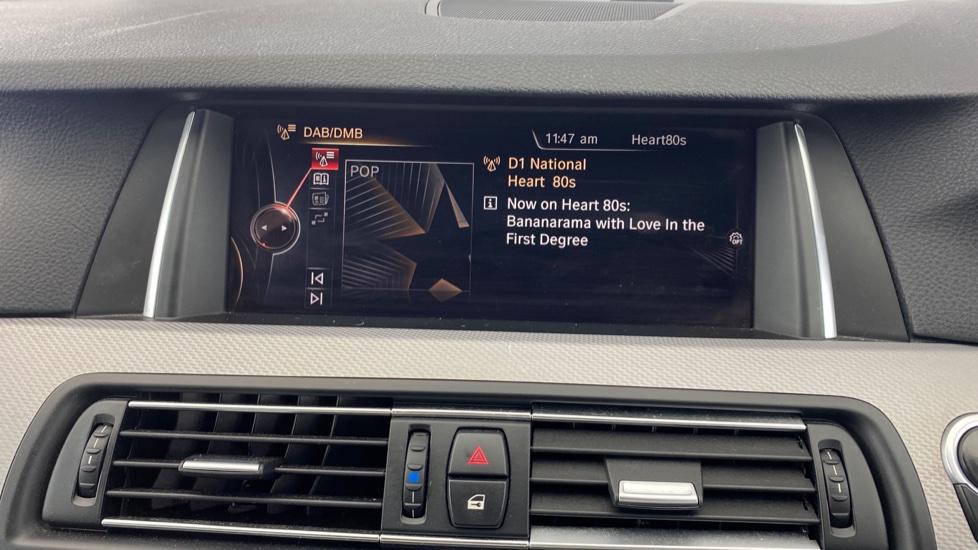 DAB/DMB
11:47 am
Heart80s
POP
D1 National
Heart 80s
Now on Heart 80s:
Bananarama with Love In the
First Degree